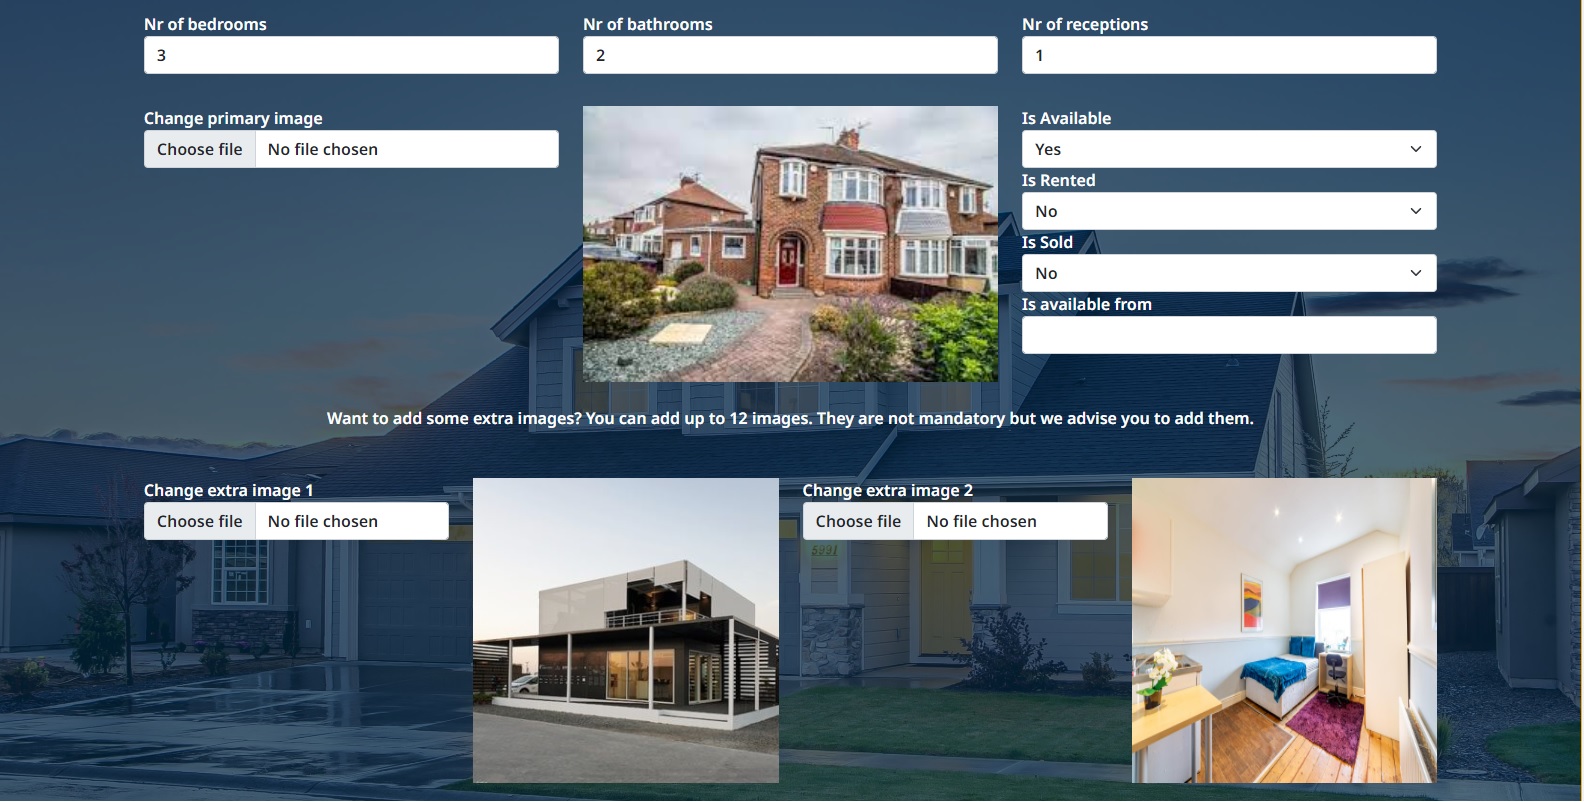 Nr of bedrooms
Nr of bathrooms
Nr of receptions
3
2
1
Change primary image
Choose file No file chosen
Is Available
Yes
Is Rented
No
Is Sold
No
Is available from
Want to add some extra images? You can add up to 12 images. They are not mandatory but we advise you to add them.
Change extra image 1
Choose file No file chosen
Change extra image 2
Choose file No file chosen
5991